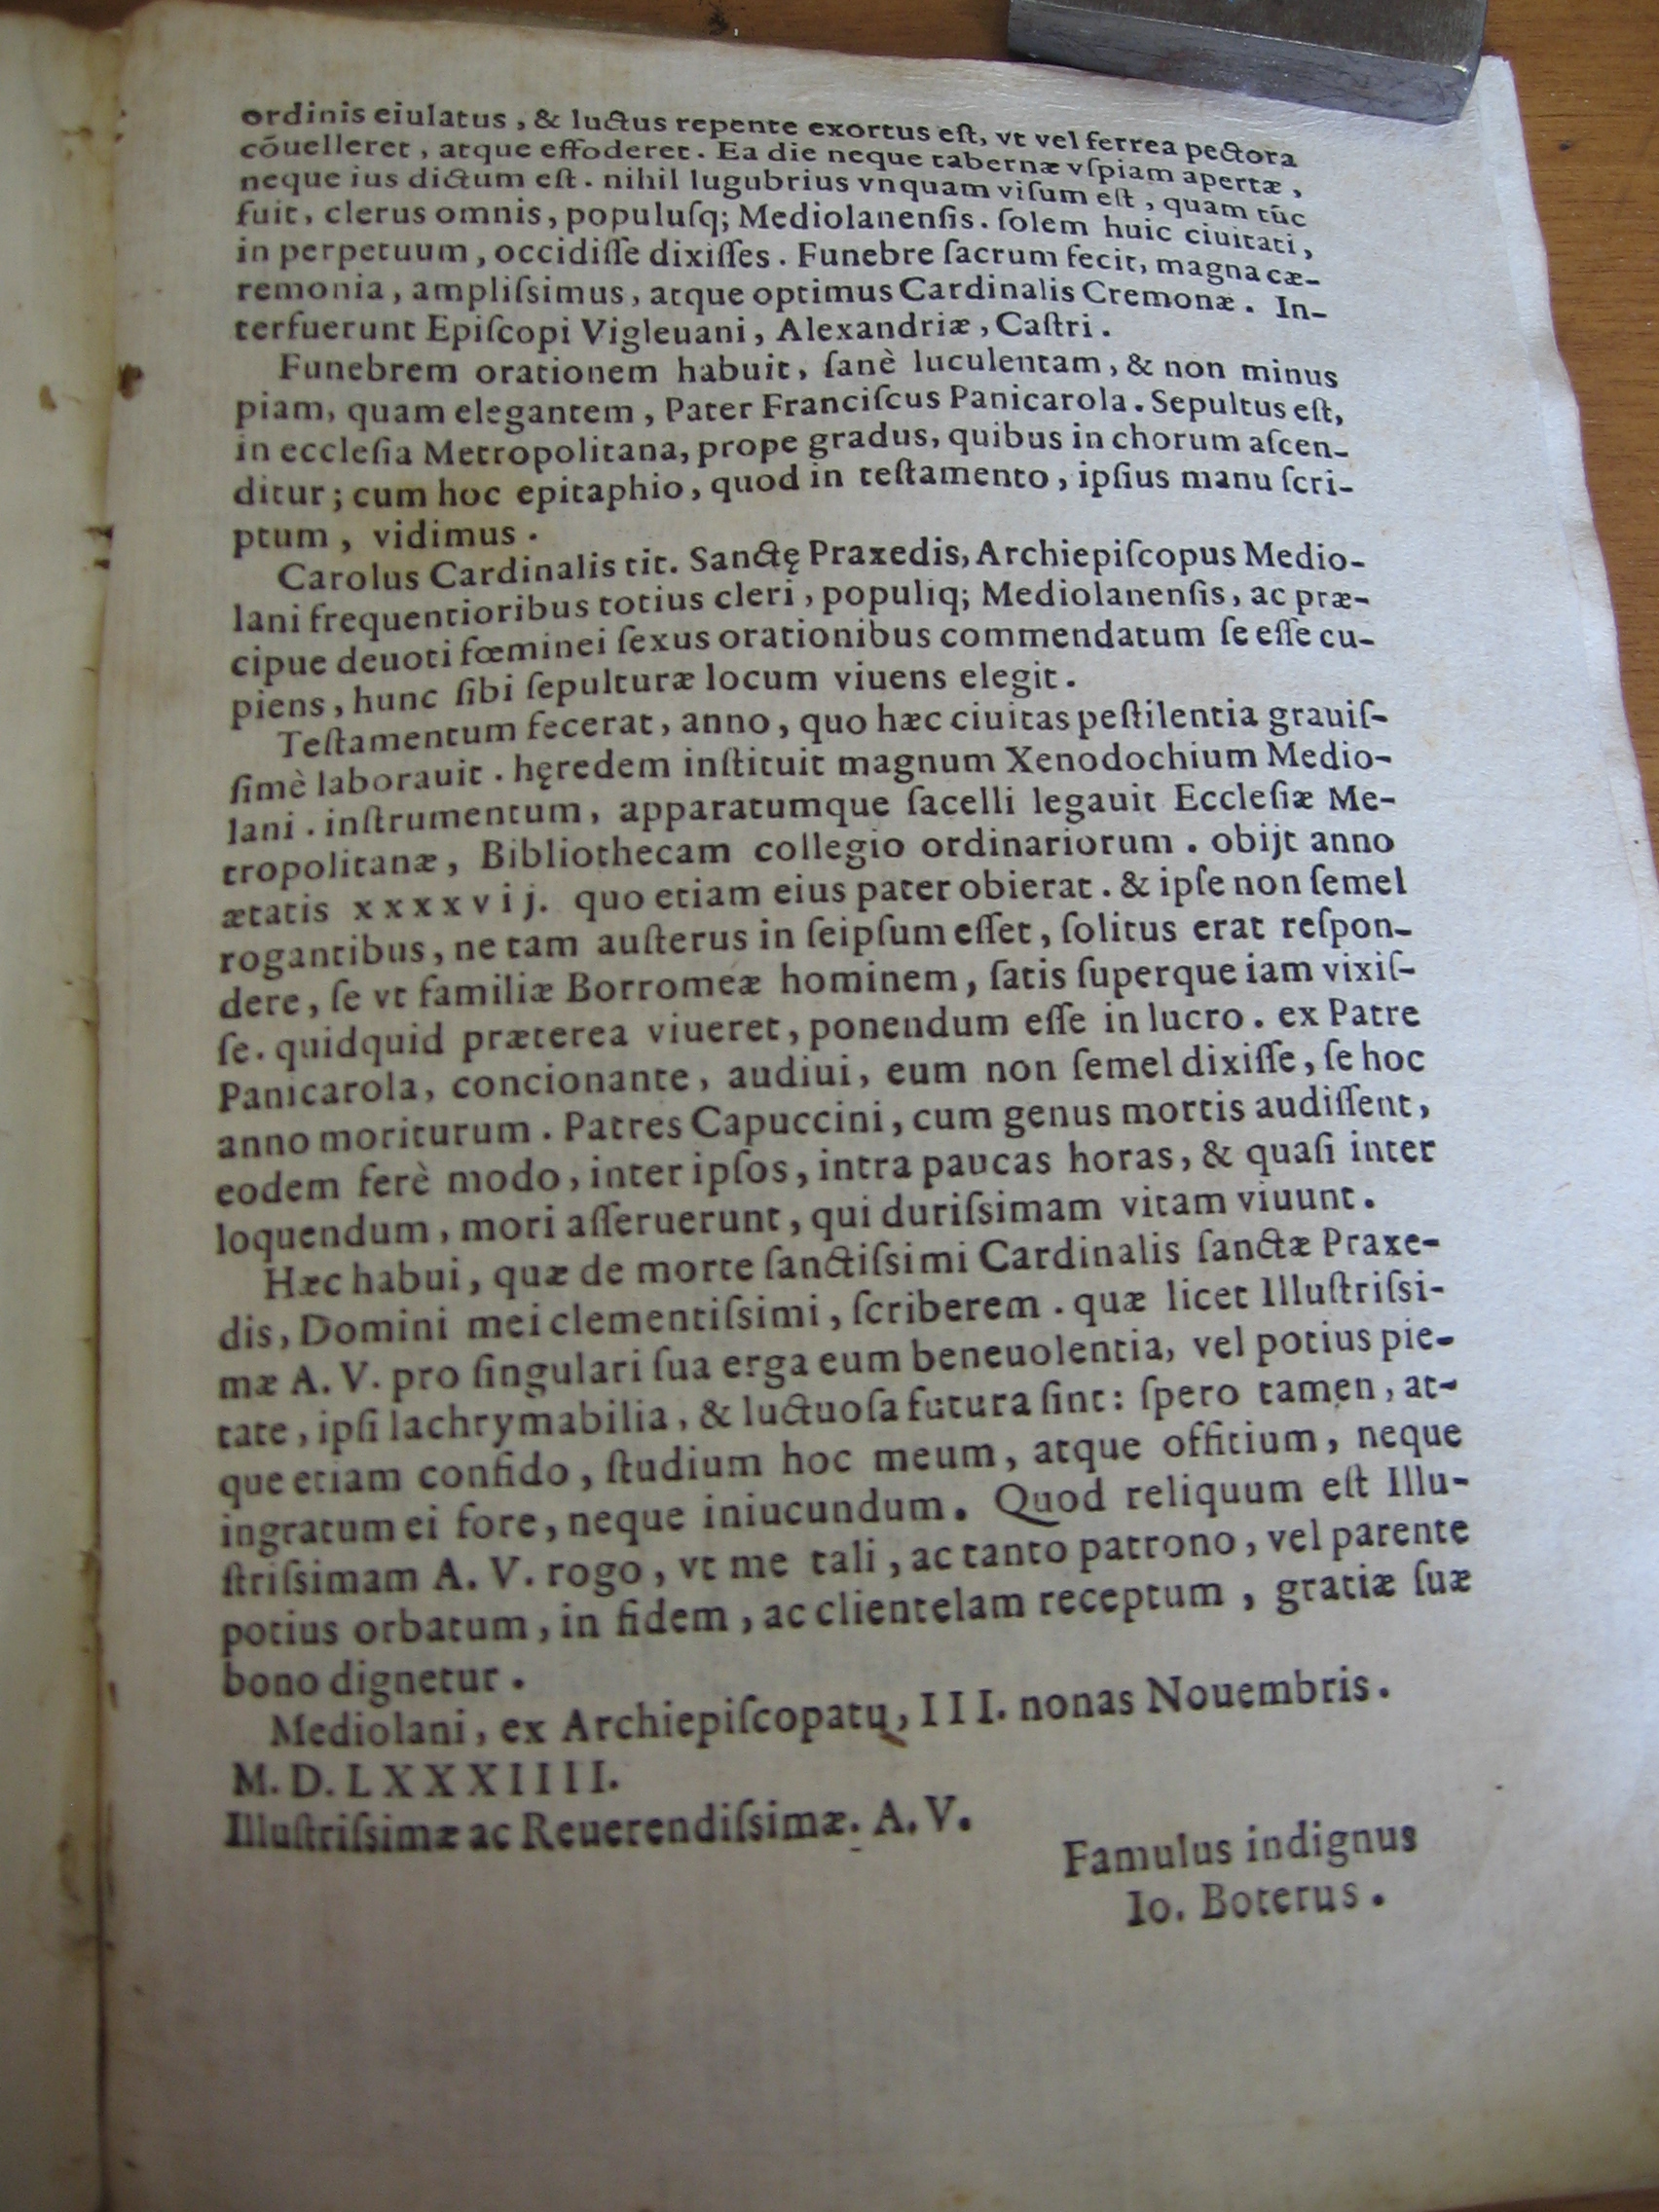 ordinis eiulatus, & luctus repente exortus eſt, vt vel ferrea pectora
cōuelleret, atque effoderet. Ea die neque tabernæ vſpiam apertæ,
neque ius dictum eſt. nihil lugubrius vnquam viſum eſt, quam tūc
fuit, clerus omnis, populuſq; Mediolanenſis. ſolem huic ciuitati,
in perpetuum, occidiſſe dixiſſes. Funebre ſacrum fecit, magna cæ-
remonia, ampliſsimus, atque optimus Cardinalis Cremonæ. In-
terfuerunt Epiſcopi Vigleuani, Alexandriæ, Caſtri.
Funebrem orationem habuit, ſanè luculentam, & non minus
piam, quam elegantem, Pater Franciſcus Panicarola. Sepultus eſt,
in eccleſia Metropolitana, prope gradus, quibus in chorum aſcen-
ditur; cum hoc epitaphio, quod in teſtamento, ipſius manu ſcri-
ptum, vidimus.
Carolus Cardinalis tit. Sanctę Praxedis, Archiepiſcopus Medio-
lani frequentioribus totius cleri, populiq; Mediolanenſis, ac præ-
cipue deuoti fœminei ſexus orationibus commendatum ſe eſſe cu-
piens, hunc ſibi ſepulturæ locum viuens elegit.
Teſtamentum fecerat, anno, quo hæc ciuitas peſtilentia grauiſ-
ſimè laborauit. hęredem inſtituit magnum Xenodochium Medio-
lani. inſtrumentum, apparatumque ſacelli legauit Eccleſiæ Me-
tropolitanæ, Bibliothecam collegio ordinariorum. obijt anno
ætatis xxxxvij. quo etiam eius pater obierat. & ipſe non ſemel
rogantibus, ne tam auſterus in ſeipſum eſſet, ſolitus erat reſpon-
dere, ſe vt familiæ Borromeæ hominem, ſatis ſuperque iam vixiſ-
ſe. quidquid præterea viueret, ponendum eſſe in lucro. ex Patre
Panicarola, concionante, audiui, eum non ſemel dixiſſe, ſe hoc
anno moriturum. Patres Capuccini, cum genus mortis audiſſent,
eodem ferè modo, inter ipſos, intra paucas horas, & quaſi inter
loquendum, mori aſſeruerunt, qui duriſsimam vitam viuunt.
Hæc habui, quæ de morte ſanctiſsimi Cardinalis ſanctæ Praxe-
dis, Domini mei clementiſsimi, ſcriberem. quæ licet Illuſtriſsi-
mæ A. V. pro ſingulari ſua erga eum beneuolentia, vel potius pie-
tate, ipſi lachrymabilia, & luctuoſa futura ſint: ſpero tamen, at-
que etiam confido, ſtudium hoc meum, atque offitium, neque
ingratum ei fore, neque iniucundum. Quod reliquum eſt Illu-
ſtriſsimam A. V. rogo, vt me tali, ac tanto patrono, vel parente
potius orbatum, in fidem, ac clientelam receptum, gratiæ ſuæ
bono dignetur.
Mediolani, ex Archiepiſcopatu, III. nonas Nouembris.
M. D. LXXXIIII.
Illuſtriſsimæ ac Reuerendiſsimæ. A. V.
Famulus indignus
Io. Boterus.